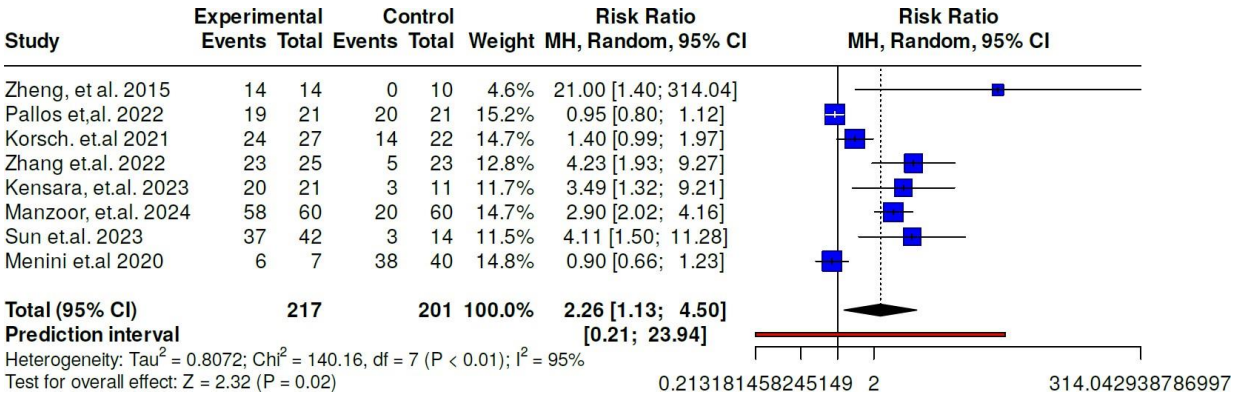 Experimental Control Risk Ratio Risk Ratio
Study Events Total Events Total Weight MH, Random, 95% CI MH, Random, 95% CI
Zheng, et.al. 2015 14 14 0 10 4.6% 21.00 [1.40; 314.04]
Pallos et,al. 2022 19 21 20 21 15.2% 0.95 [0.80; 1.12]
Korsch. et.al 2021 24 27 14 22 14.7% 1.40 [0.99; 1.97]
Zhang et.al. 2022 23 25 5 23 12.8% 4.23 [1.93; 9.27]
Kensara, et.al. 2023 20 21 3 11 11.7% 3.49 [1.32; 9.21]
Manzoor, et.al. 2024 58 60 20 60 14.7% 2.90 [2.02; 4.16]
Sun et.al. 2023 37 42 3 14 11.5% 4.11 [1.50; 11.28]
Menini et.al 2020 6 7 38 40 14.8% 0.90 [0.66; 1.23]
Total (95% CI) 217 201 100.0% 2.26 [1.13; 4.50]
Prediction interval [0.21; 23.94]
Heterogeneity: Tau² = 0.8072; Chi² = 140.16, df = 7 (P < 0.01); I² = 95%
Test for overall effect: Z = 2.32 (P = 0.02) 0.213181458245149 2 314.042938786997